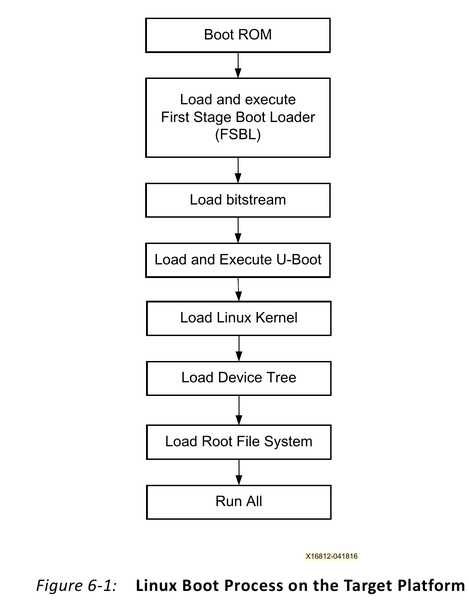 Boot ROM
Load and execute
First Stage Boot Loader
(FSBL)
Load bitstream
Load and Execute U-Boot
Load Linux Kernel
Load Device Tree
Load Root File System
Run All
X16812-041816
Figure 6-1: Linux Boot Process on the Target Platform